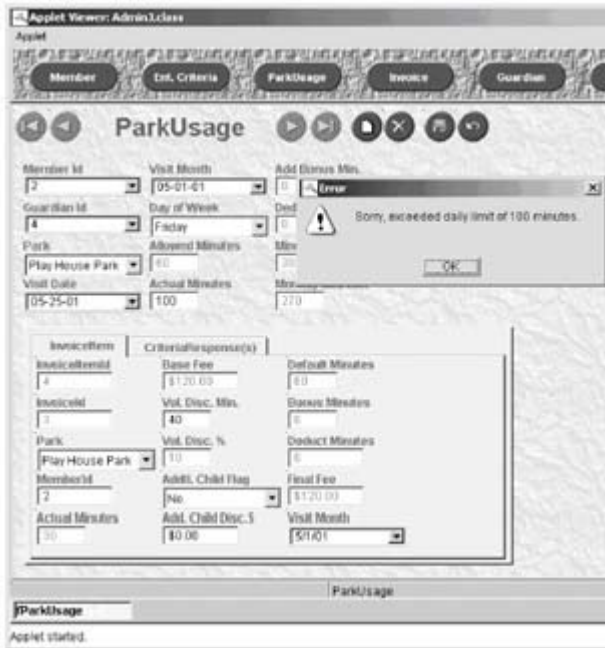 Applet Viewer: Admin3.class
Applet
Member Ent. Criteria ParkUsage Invoice Guardian
ParkUsage
Member Id Visit Month Add Bonus Min.
2 05-01-01 0
Error
Sorry, exceeded daily limit of 100 minutes.
OK
Guardian Id Day of Week
4 Friday
Park Allowed Minutes
Play House Park 60
Visit Date Actual Minutes
05-25-01 100 270
InvoiceItem CriteriaResponse(s)
InvoiceItemId Base Fee Default Minutes
4 $120.00 60
InvoiceId Vol. Disc. Min. Bonus Minutes
3 40
Park Vol. Disc. % Deduct Minutes
Play House Park 10
MemberId Addtl. Child Flag Final Fee
2 No $120.00
Actual Minutes Add. Child Disc.$ Visit Month
30 $0.00 5/1/01
ParkUsage
fParkUsage
Applet started.